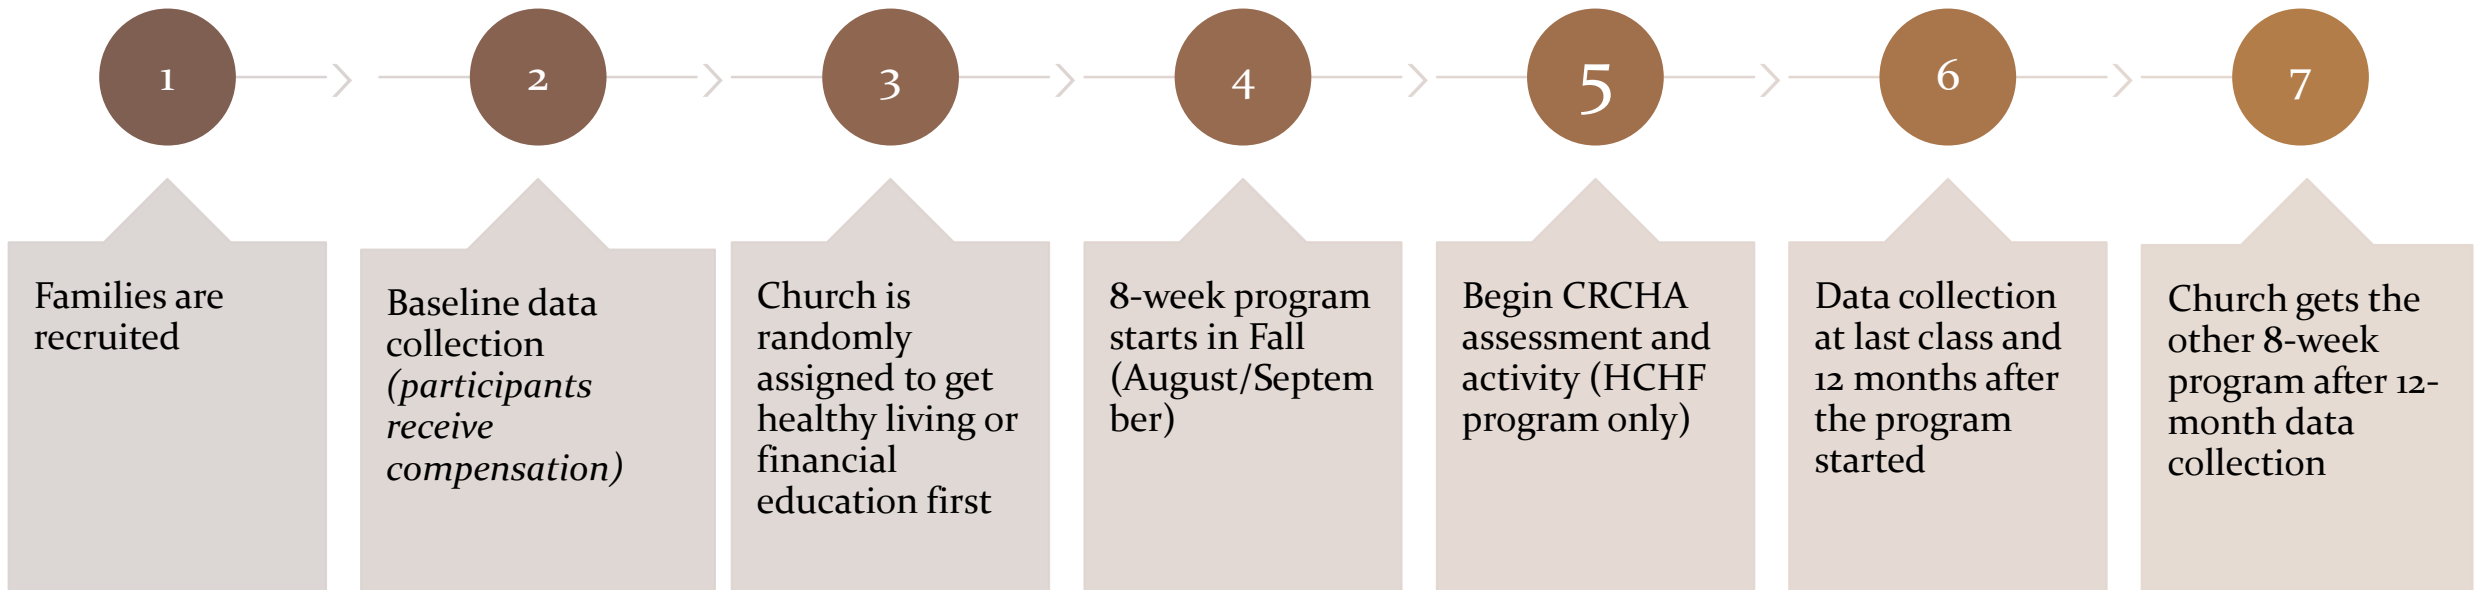 1
2
3
4
5
6
7
Families are
recruited
Baseline data
collection
(participants
receive
compensation)
Church is
randomly
assigned to get
healthy living or
financial
education first
8-week program
starts in Fall
(August/Septem
ber)
Begin CRCHA
assessment and
activity (HCHF
program only)
Data collection
at last class and
12 months after
the program
started
Church gets the
other 8-week
program after 12-
month data
collection